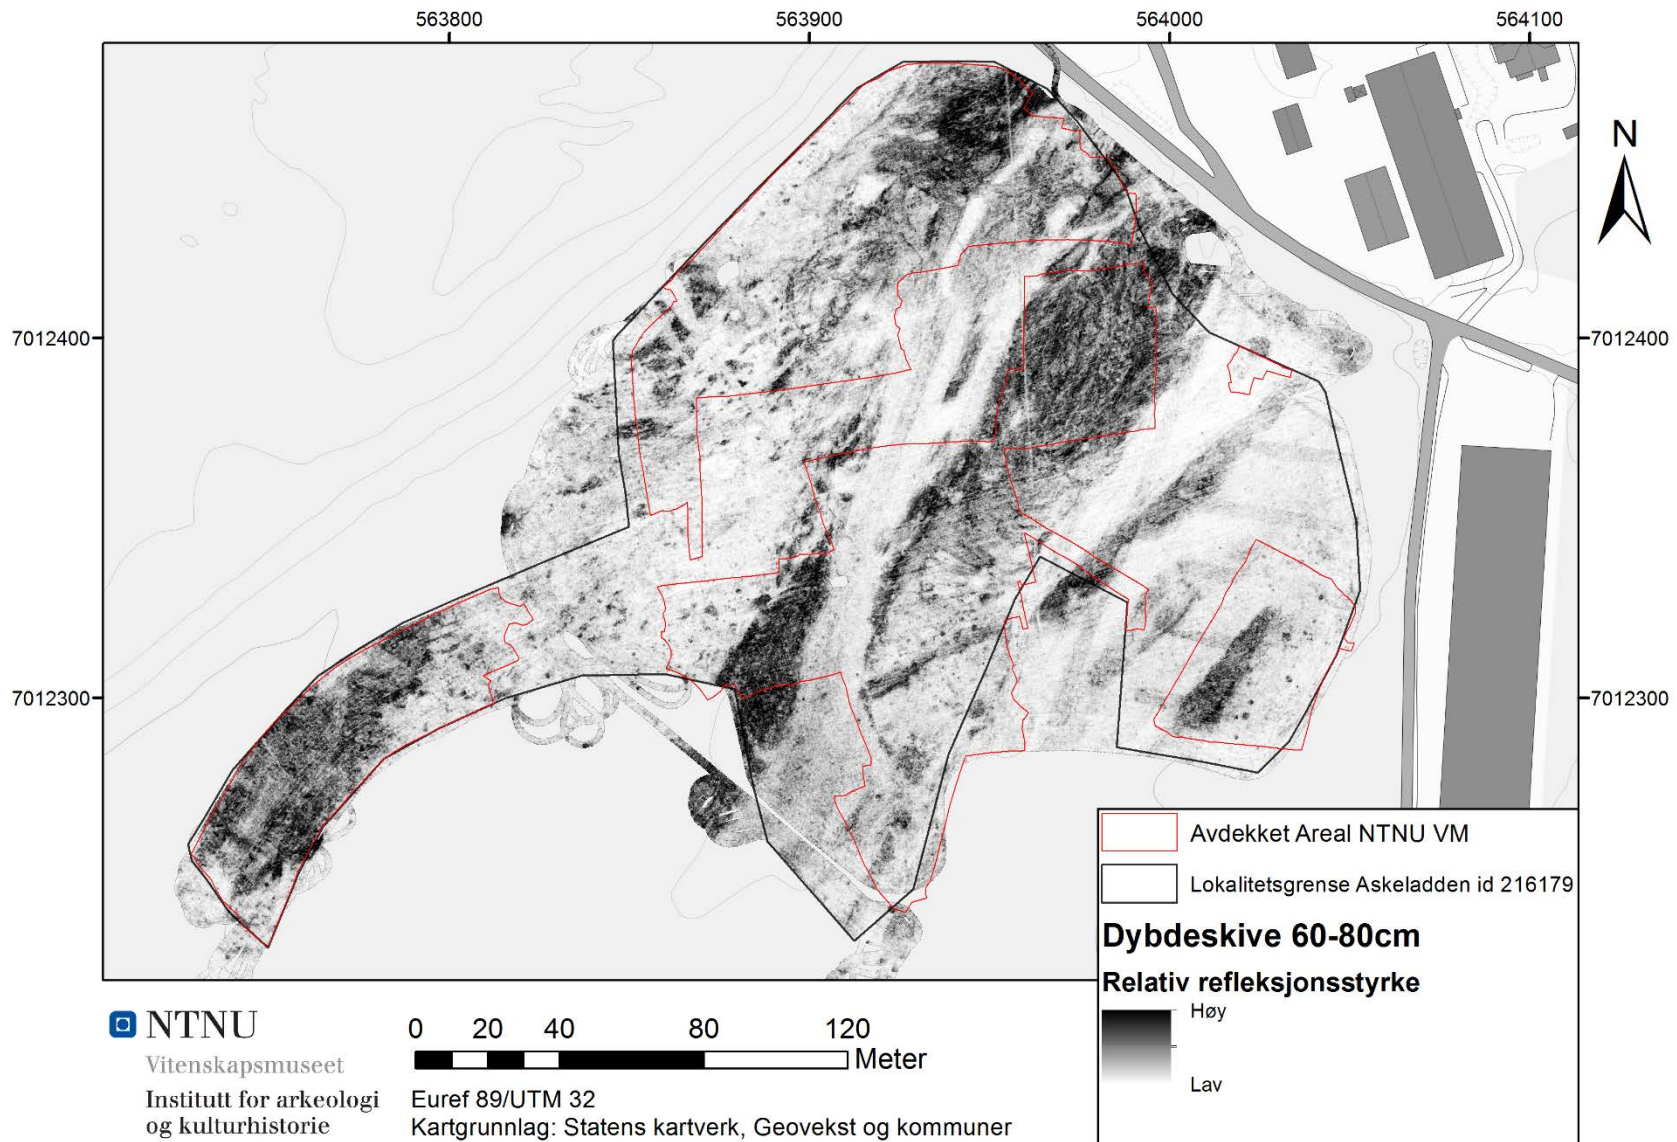 563800 563900 564000 564100
N
7012400 7012400
7012300 7012300
Avdekket Areal NTNU VM
Lokalitetsgrense Askeladden id 216179
Dybdeskive 60-80cm
Relativ refleksjonsstyrke
Høy
Lav
NTNU
Vitenskapsmuseet
Institutt for arkeologi
og kulturhistorie
0 20 40 80 120
Meter
Euref 89/UTM 32
Kartgrunnlag: Statens kartverk, Geovekst og kommuner